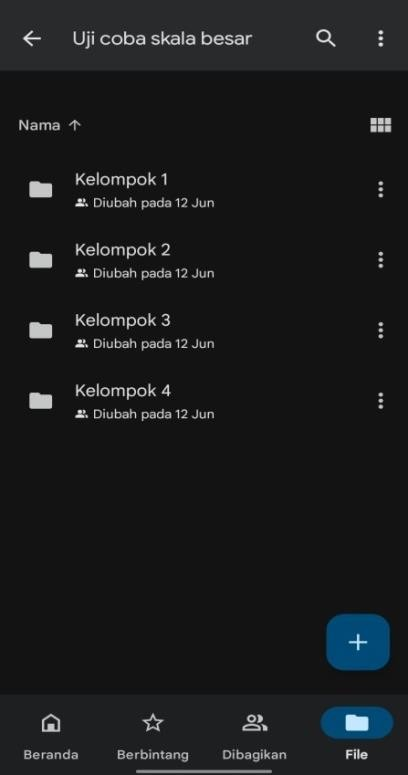 Uji coba skala besar
Nama
Kelompok 1
Diubah pada 12 Jun
Kelompok 2
Diubah pada 12 Jun
Kelompok 3
Diubah pada 12 Jun
Kelompok 4
Diubah pada 12 Jun
Beranda Berbintang Dibagikan File